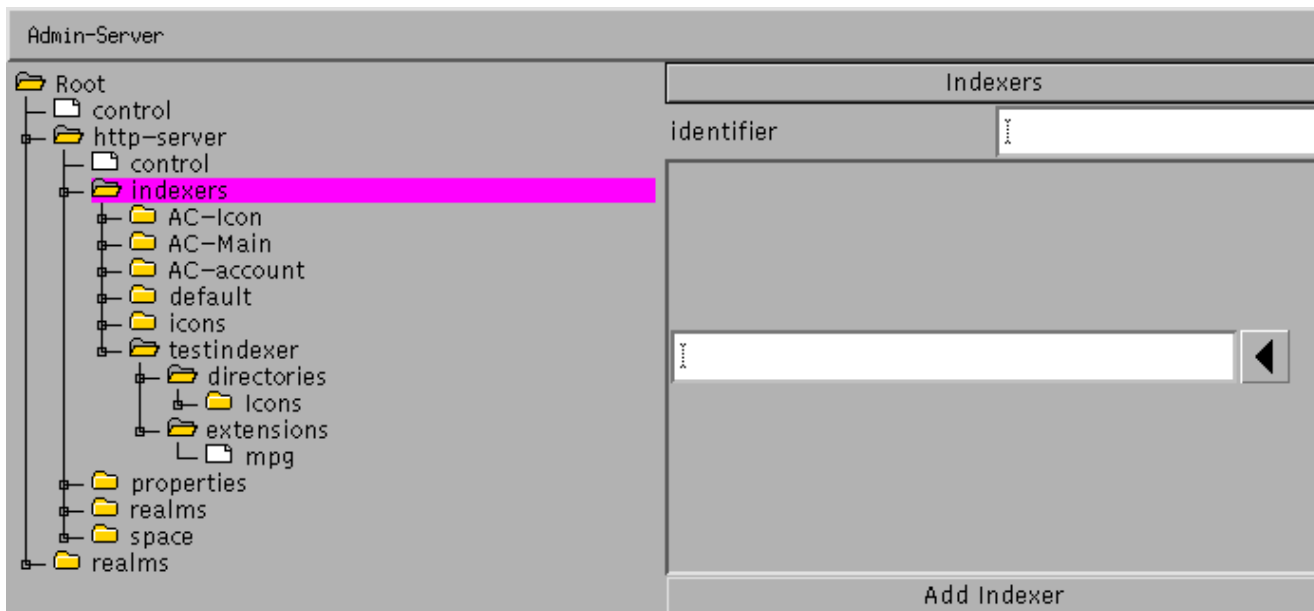 Admin-Server
Root
control
http-server
control
indexers
AC-Icon
AC-Main
AC-account
default
icons
testindexer
directories
Icons
extensions
mpg
properties
realms
space
realms
Indexers
identifier
Add Indexer